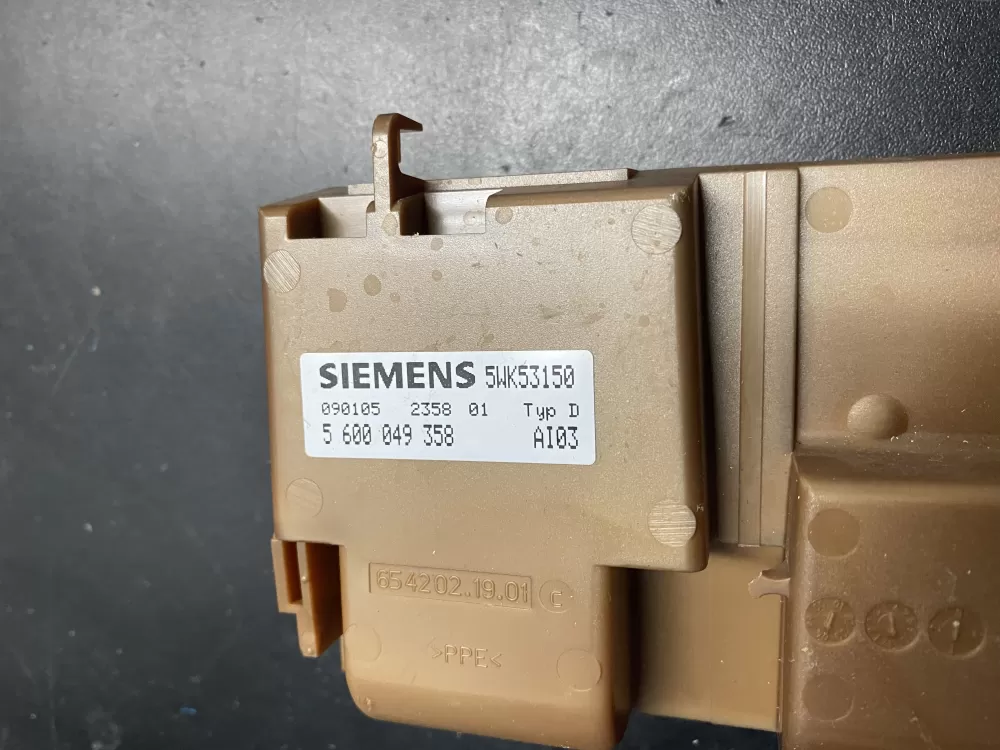 SIEMENS 5WK53150
090105 2358 01 Typ D
5 600 049 358 AI03
654202.19.01 C
>PPE<